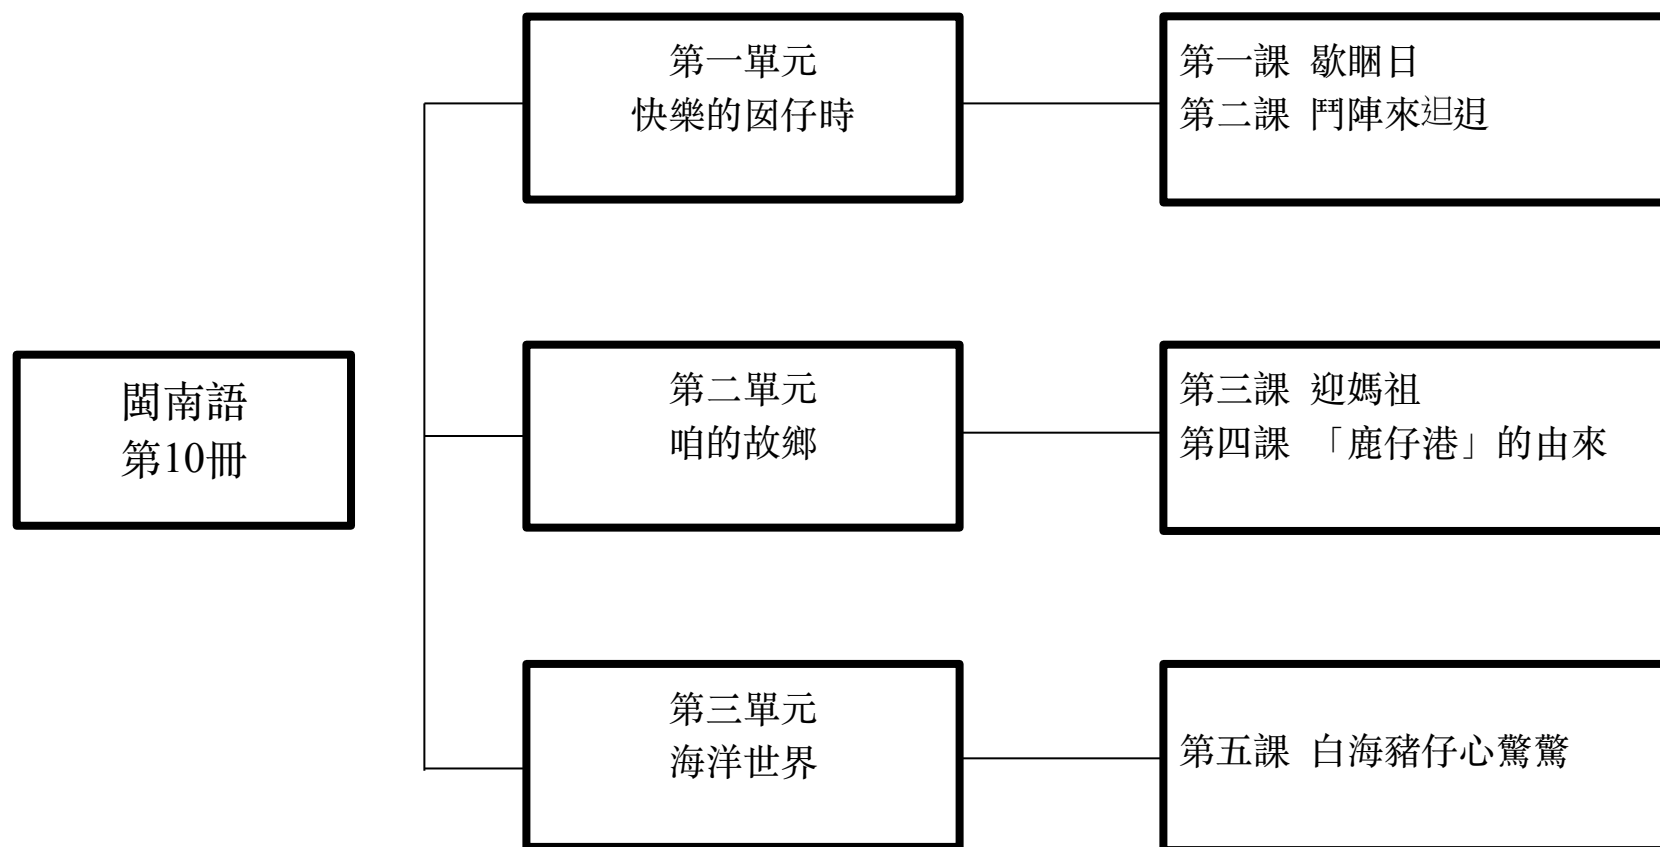 閩南語
第10冊
第一單元
快樂的囡仔時
第一課 歇睏日
第二課 鬥陣來𨑨迌
第二單元
咱的故鄉
第三課 迎媽祖
第四課 「鹿仔港」的由來
第三單元
海洋世界
第五課 白海豬仔心驚驚